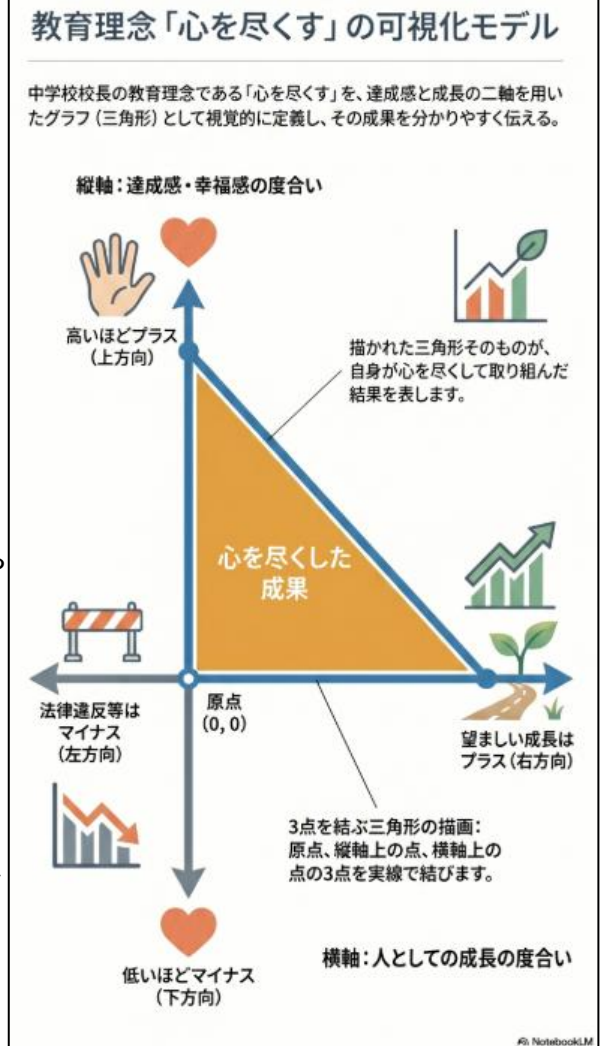 教育理念「心を尽くす」の可視化モデル
中学校校長の教育理念である「心を尽くす」を、達成感と成長の二軸を用い
たグラフ(三角形)として視覚的に定義し、その成果を分かりやすく伝える。
縦軸：達成感・幸福感の度合い
高いほどプラス
(上方向)
描かれた三角形そのものが、
自身が心を尽くして取り組んだ
結果を表します。
心を尽くした
成果
法律違反等は
マイナス
(左方向)
原点
(0, 0)
望ましい成長は
プラス(右方向)
3点を結ぶ三角形の描画：
原点、縦軸上の点、横軸上の
点の3点を実線で結びます。
低いほどマイナス
(下方向)
横軸：人としての成長の度合い
NotebookLM